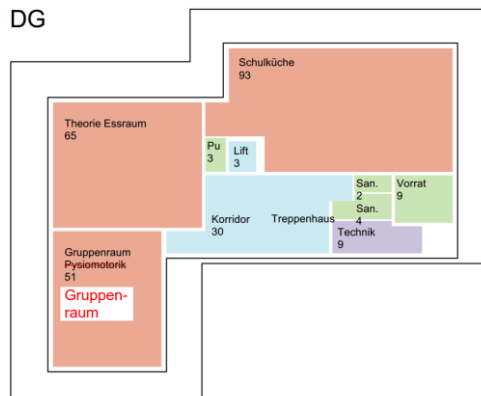 DG
Schulküche
93
Theorie Essraum
65
Pu
3
Lift
3
San.
2
Vorrat
9
San.
4
Korridor
30
Treppenhaus
Technik
9
Gruppenraum
Pysiomotorik
51
Gruppen-
raum